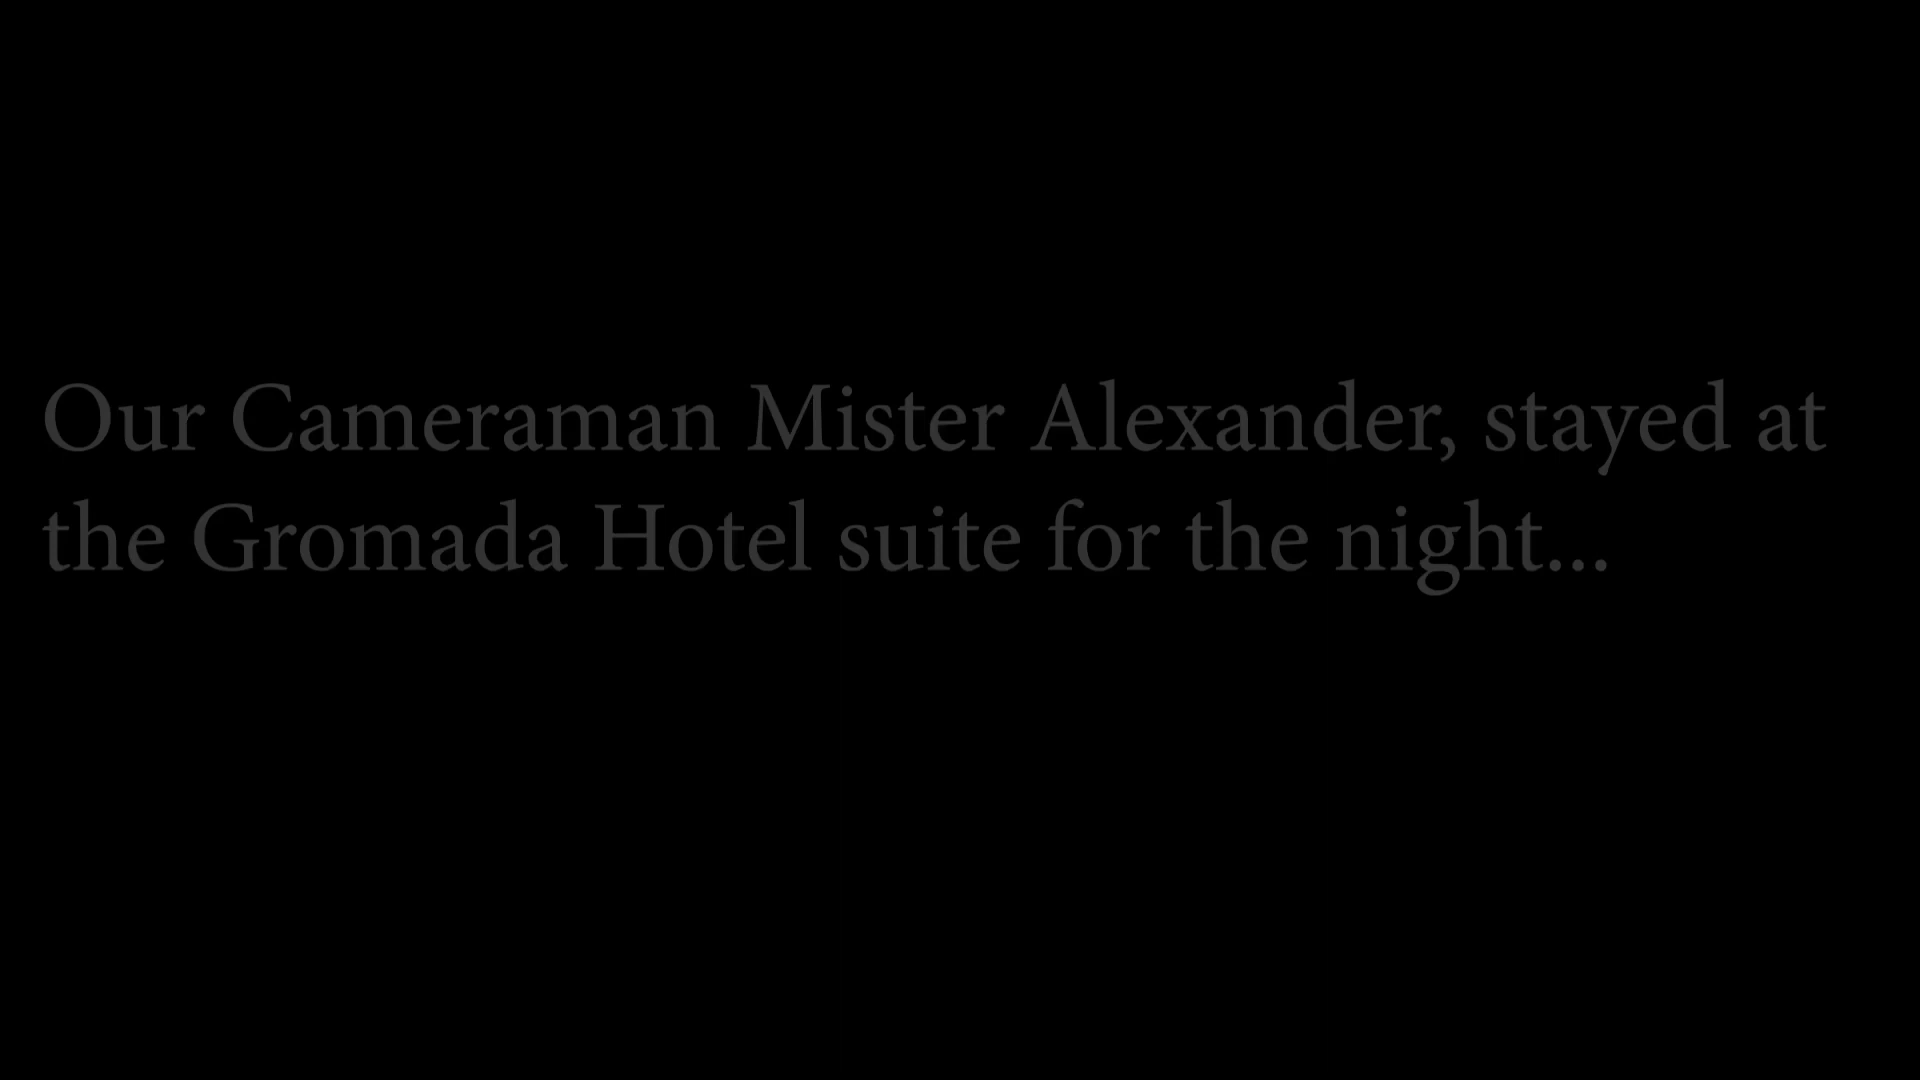 Our Cameraman Mister Alexander, stayed at
the Gromada Hotel suite for the night...